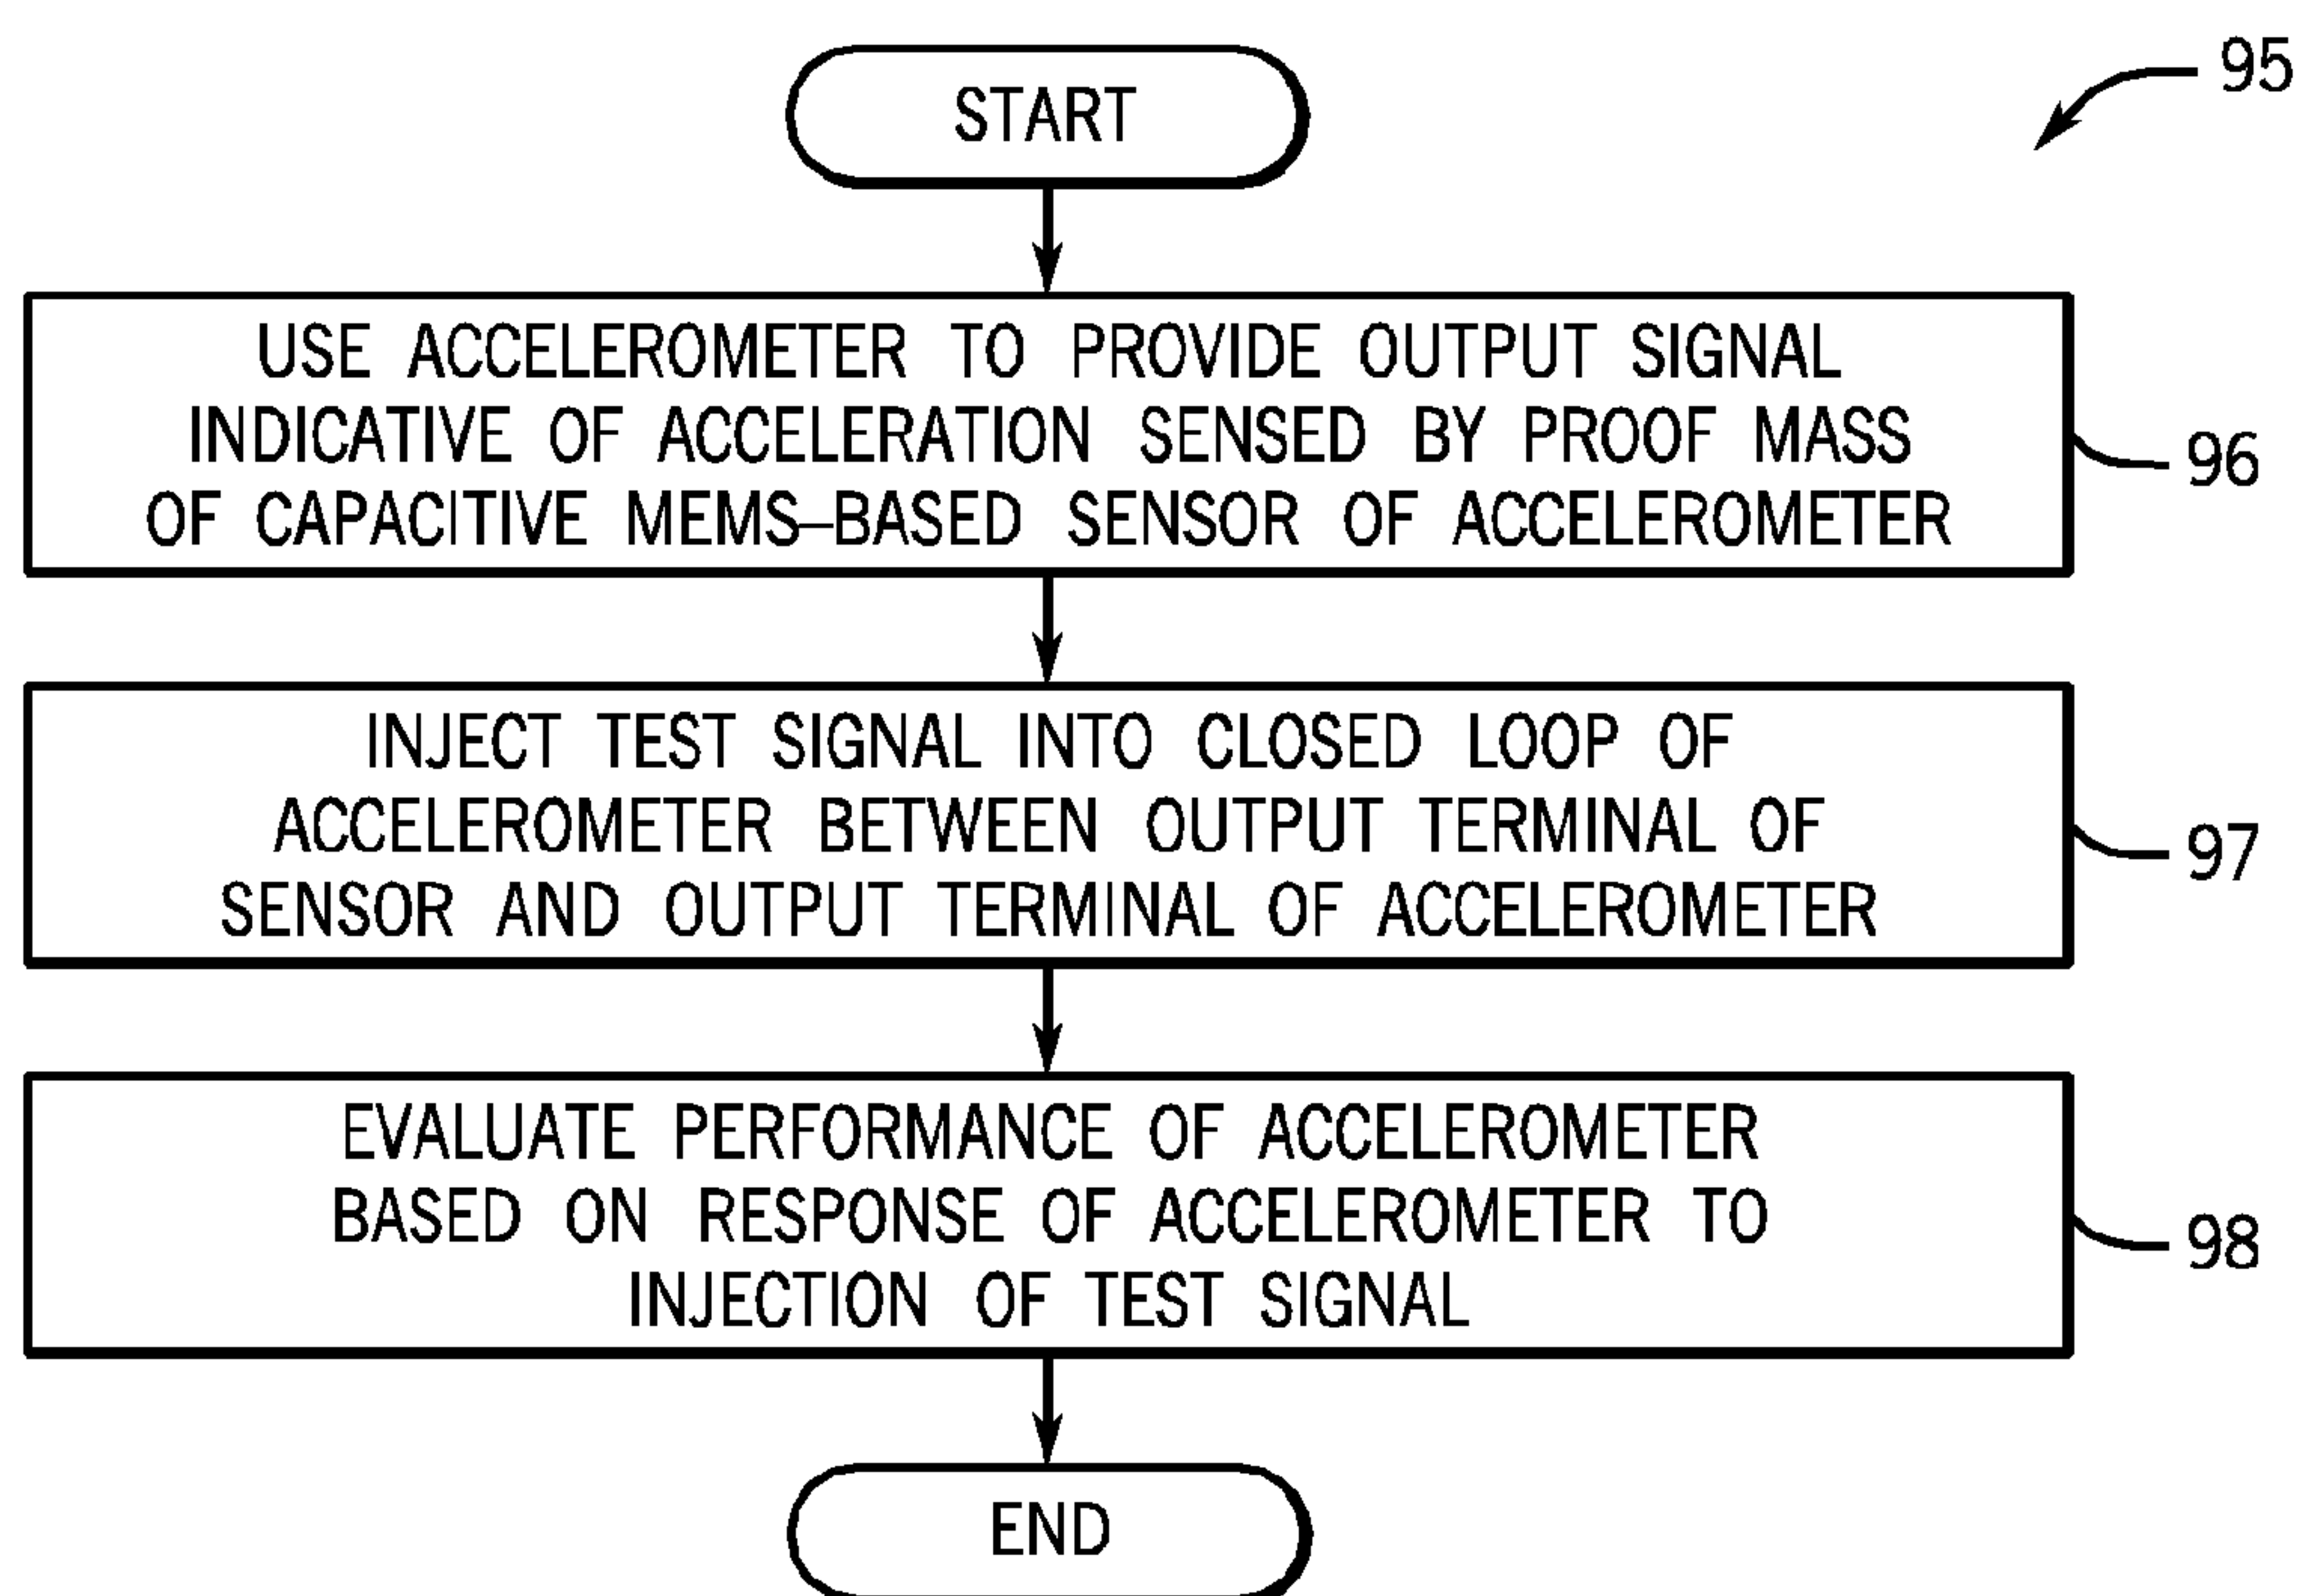 START
95
USE ACCELEROMETER TO PROVIDE OUTPUT SIGNAL
INDICATIVE OF ACCELERATION SENSED BY PROOF MASS
OF CAPACITIVE MEMS–BASED SENSOR OF ACCELEROMETER
96
INJECT TEST SIGNAL INTO CLOSED LOOP OF
ACCELEROMETER BETWEEN OUTPUT TERMINAL OF
SENSOR AND OUTPUT TERMINAL OF ACCELEROMETER
97
EVALUATE PERFORMANCE OF ACCELEROMETER
BASED ON RESPONSE OF ACCELEROMETER TO
INJECTION OF TEST SIGNAL
98
END